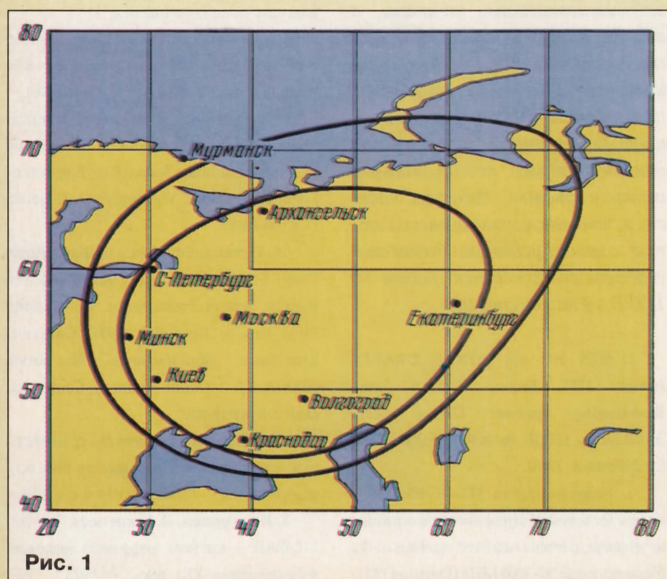 80
70
Мурманск
Архангельск
60
С-Петербург
Москва
Екатеринбург
Минск
Киев
50
Волгоград
Краснодар
40
20 30 40 50 60 70 80
Рис. 1